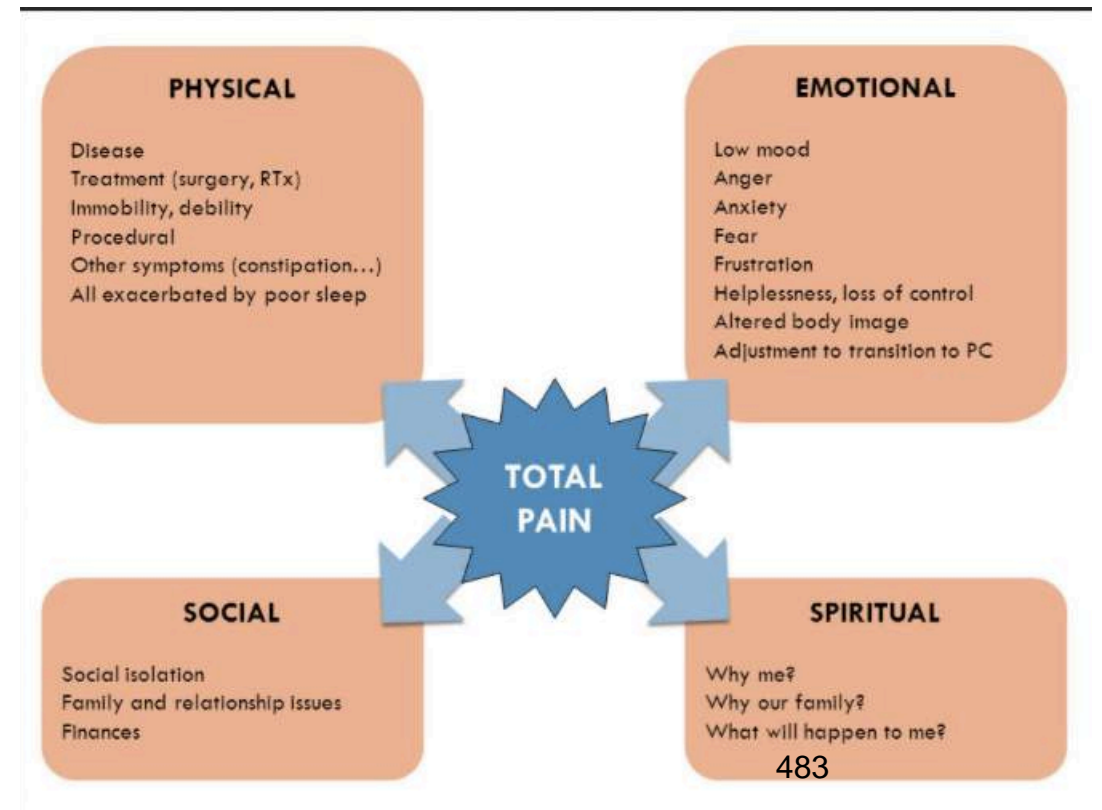 PHYSICAL
Disease
Treatment (surgery, RTx)
Immobility, debility
Procedural
Other symptoms (constipation...)
All exacerbated by poor sleep
EMOTIONAL
Low mood
Anger
Anxiety
Fear
Frustration
Helplessness, loss of control
Altered body image
Adjustment to transition to PC
TOTAL
PAIN
SOCIAL
Social isolation
Family and relationship issues
Finances
SPIRITUAL
Why me?
Why our family?
What will happen to me?
483